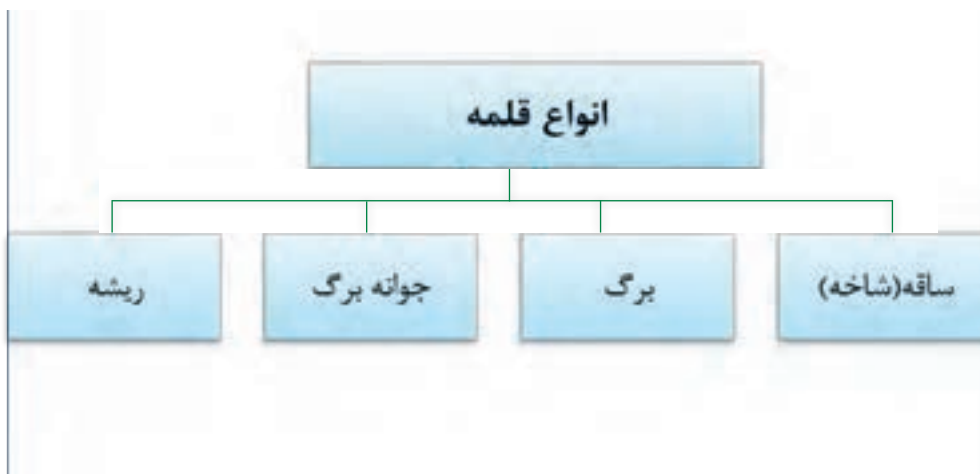 انواع قلمه
ساقه(شاخه)
برگ
جوانه برگ
ریشه